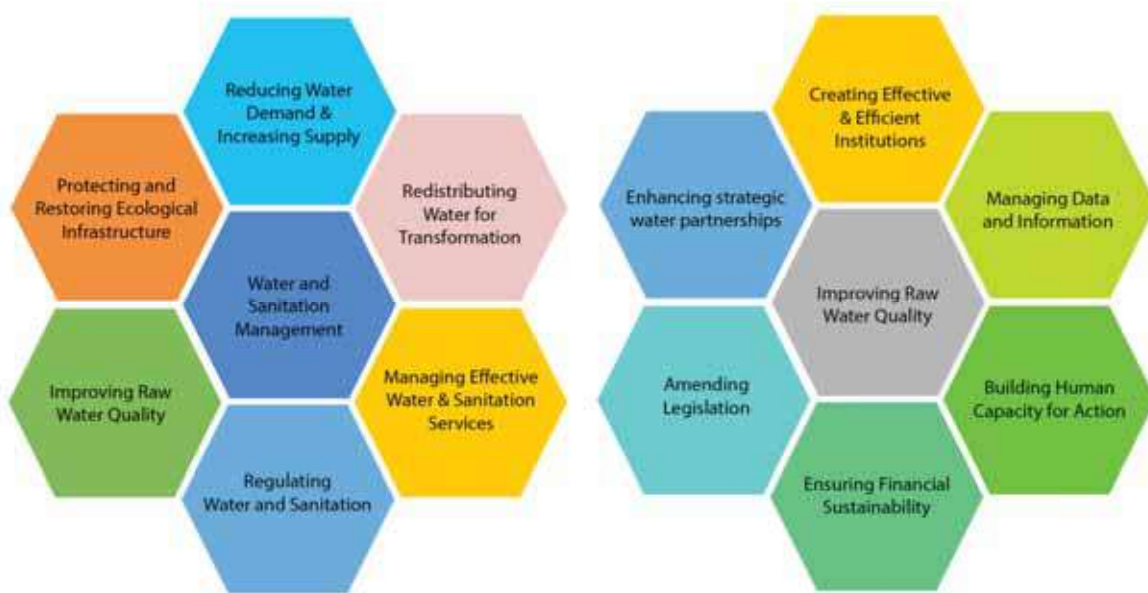 Reducing Water
Demand &
Increasing Supply
Protecting and
Restoring Ecological
Infrastructure
Redistributing
Water for
Transformation
Water and
Sanitation
Management
Improving Raw
Water Quality
Managing Effective
Water & Sanitation
Services
Regulating
Water and Sanitation
Creating Effective
& Efficient
Institutions
Enhancing strategic
water partnerships
Managing Data
and Information
Improving Raw
Water Quality
Amending
Legislation
Building Human
Capacity for Action
Ensuring Financial
Sustainability